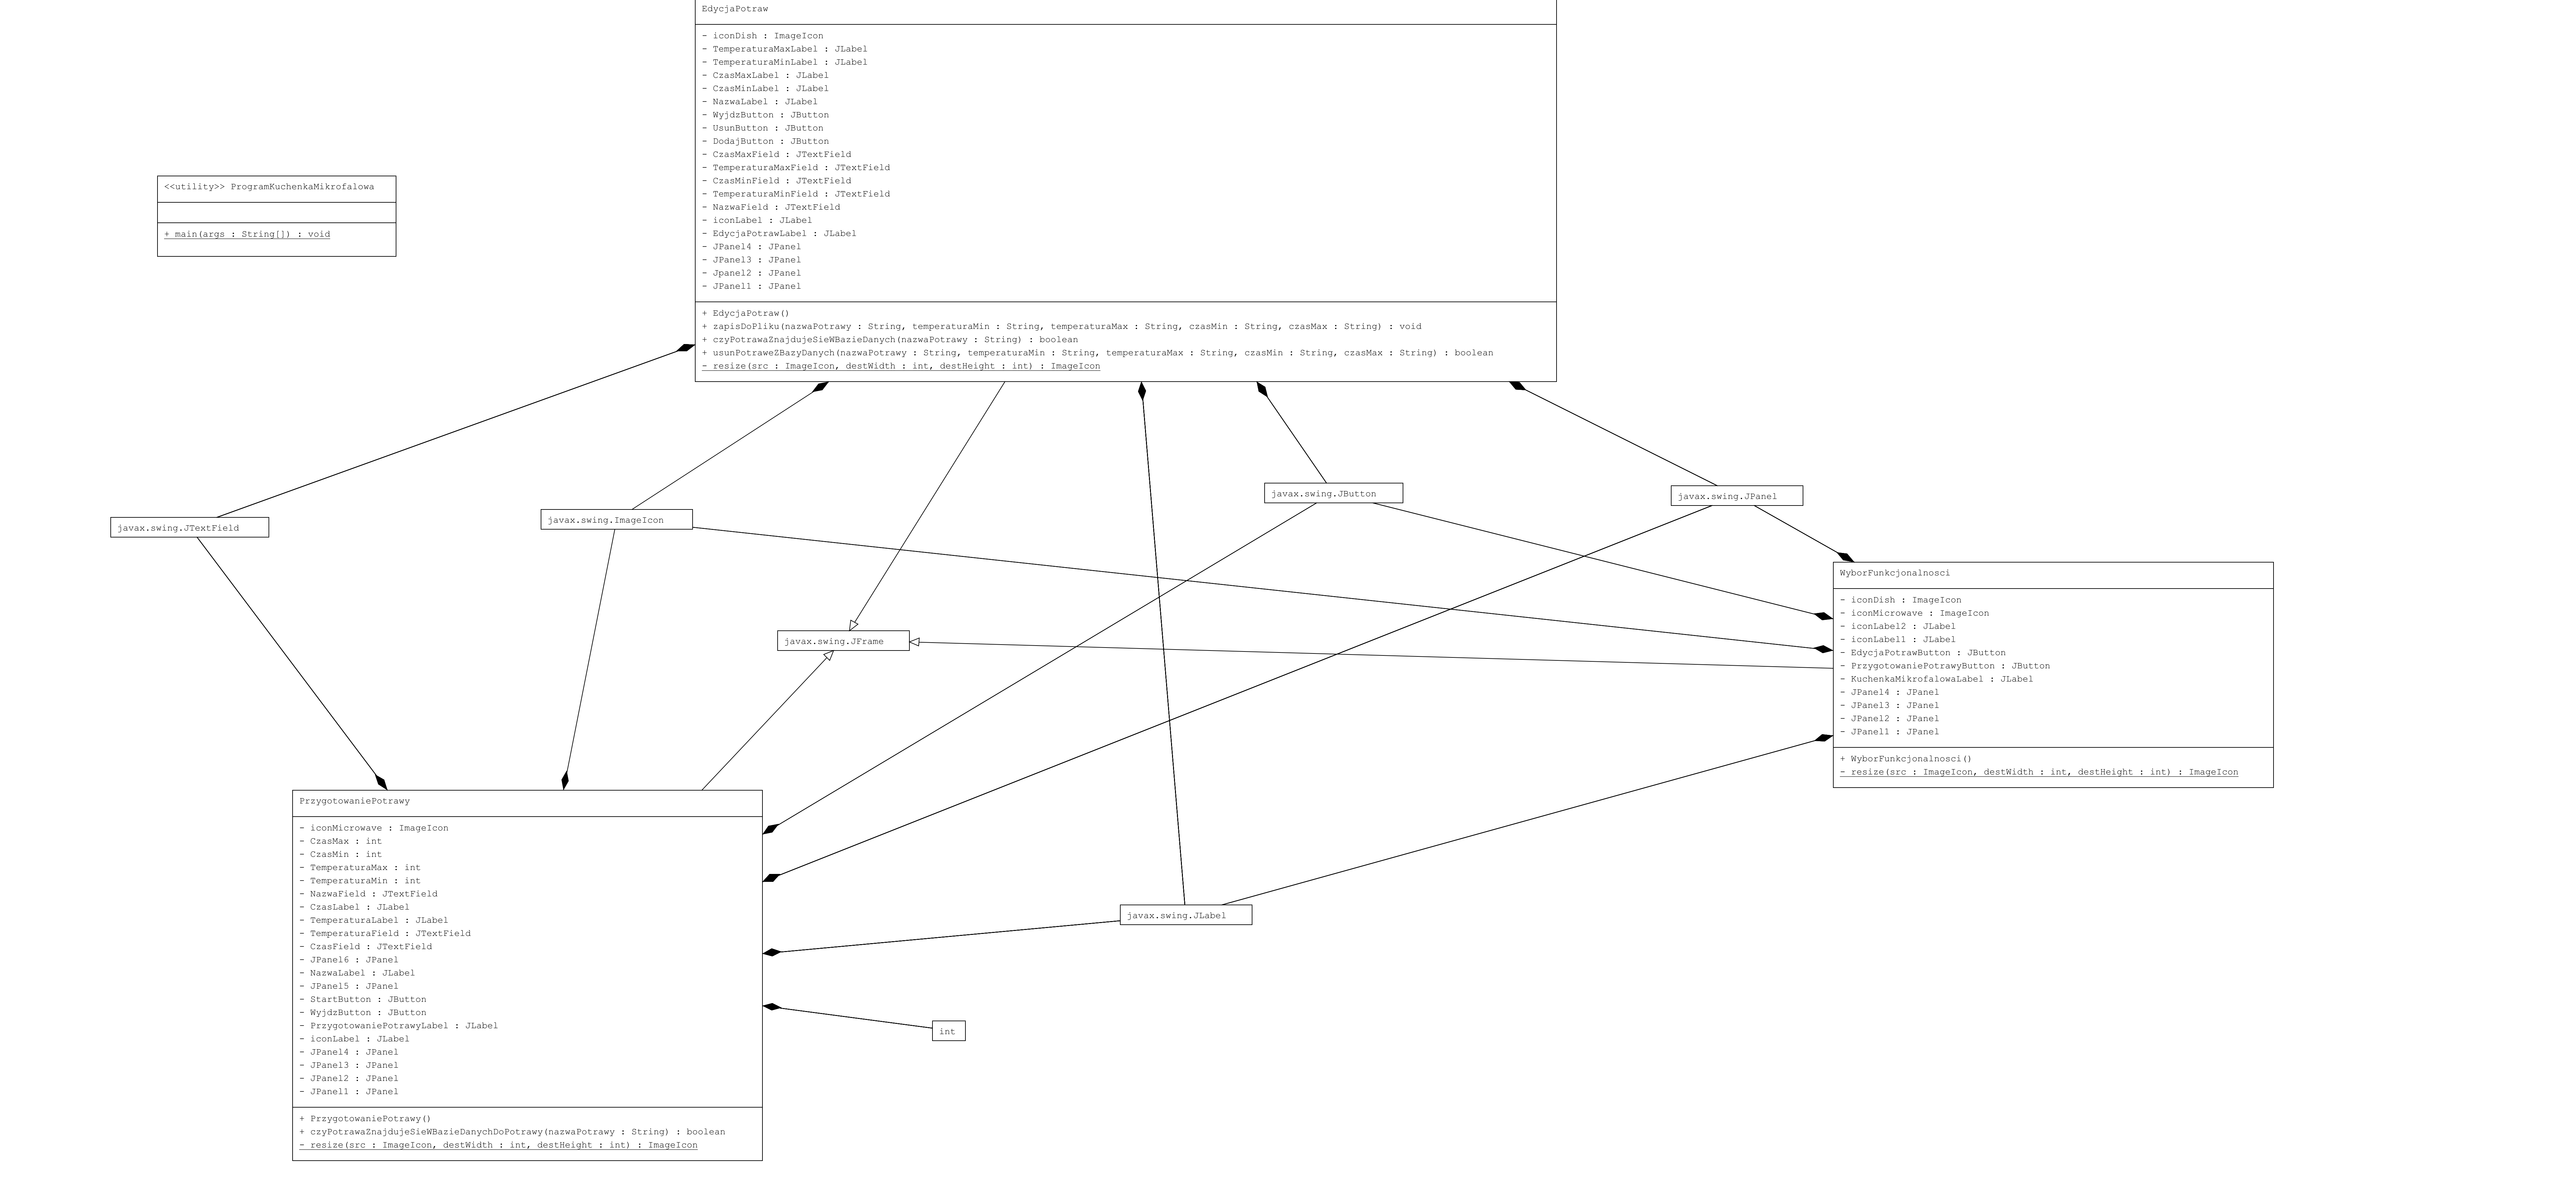 EdycjaPotraw
- iconDish : ImageIcon
- TemperaturaMaxLabel : JLabel
- TemperaturaMinLabel : JLabel
- CzasMaxLabel : JLabel
- CzasMinLabel : JLabel
- NazwaLabel : JLabel
- WyjdzButton : JButton
- UsunButton : JButton
- DodajButton : JButton
- CzasMaxField : JTextField
- TemperaturaMaxField : JTextField
- CzasMinField : JTextField
- TemperaturaMinField : JTextField
- NazwaField : JTextField
- iconLabel : JLabel
- EdycjaPotrawLabel : JLabel
- JPanel4 : JPanel
- JPanel3 : JPanel
- Jpanel2 : JPanel
- JPanel1 : JPanel
+ EdycjaPotraw()
+ zapisDoPliku(nazwaPotrawy : String, temperaturaMin : String, temperaturaMax : String, czasMin : String, czasMax : String) : void
+ czyPotrawaZnajdujeSieWBazieDanych(nazwaPotrawy : String) : boolean
+ usunPotraweZBazyDanych(nazwaPotrawy : String, temperaturaMin : String, temperaturaMax : String, czasMin : String, czasMax : String) : boolean
- resize(src : ImageIcon, destWidth : int, destHeight : int) : ImageIcon
<<utility>> ProgramKuchenkaMikrofalowa
+ main(args : String[]) : void
javax.swing.JTextField
javax.swing.ImageIcon
javax.swing.JButton
javax.swing.JPanel
javax.swing.JFrame
WyborFunkcjonalnosci
- iconDish : ImageIcon
- iconMicrowave : ImageIcon
- iconLabel2 : JLabel
- iconLabel1 : JLabel
- EdycjaPotrawButton : JButton
- PrzygotowaniePotrawyButton : JButton
- KuchenkaMikrofalowaLabel : JLabel
- JPanel4 : JPanel
- JPanel3 : JPanel
- JPanel2 : JPanel
- JPanel1 : JPanel
+ WyborFunkcjonalnosci()
- resize(src : ImageIcon, destWidth : int, destHeight : int) : ImageIcon
PrzygotowaniePotrawy
- iconMicrowave : ImageIcon
- CzasMax : int
- CzasMin : int
- TemperaturaMax : int
- TemperaturaMin : int
- NazwaField : JTextField
- CzasLabel : JLabel
- TemperaturaLabel : JLabel
- TemperaturaField : JTextField
- CzasField : JTextField
- JPanel6 : JPanel
- NazwaLabel : JLabel
- JPanel5 : JPanel
- StartButton : JButton
- WyjdzButton : JButton
- PrzygotowaniePotrawyLabel : JLabel
- iconLabel : JLabel
- JPanel4 : JPanel
- JPanel3 : JPanel
- JPanel2 : JPanel
- JPanel1 : JPanel
+ PrzygotowaniePotrawy()
+ czyPotrawaZnajdujeSieWBazieDanychDoPotrawy(nazwaPotrawy : String) : boolean
- resize(src : ImageIcon, destWidth : int, destHeight : int) : ImageIcon
javax.swing.JLabel
int